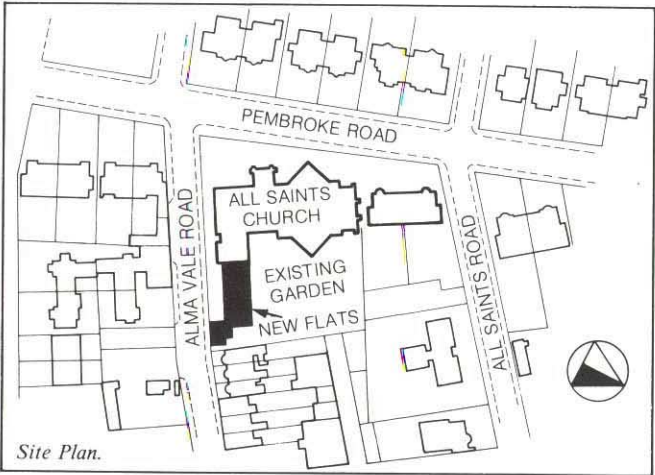 PEMBROKE ROAD
ALL SAINTS
CHURCH
ALMA VALE ROAD
EXISTING
GARDEN
NEW FLATS
ALL SAINTS ROAD
Site Plan.